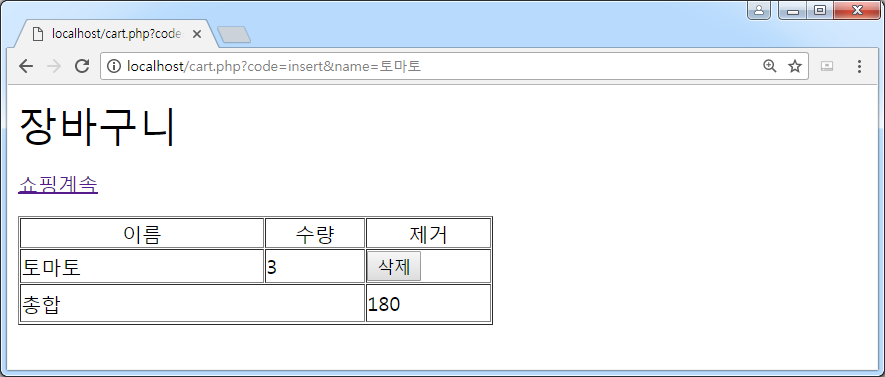 localhost/cart.php?code
localhost/cart.php?code=insert&name=토마토
장바구니
쇼핑계속
이름 수량 제거
토마토 3 삭제
총합 180